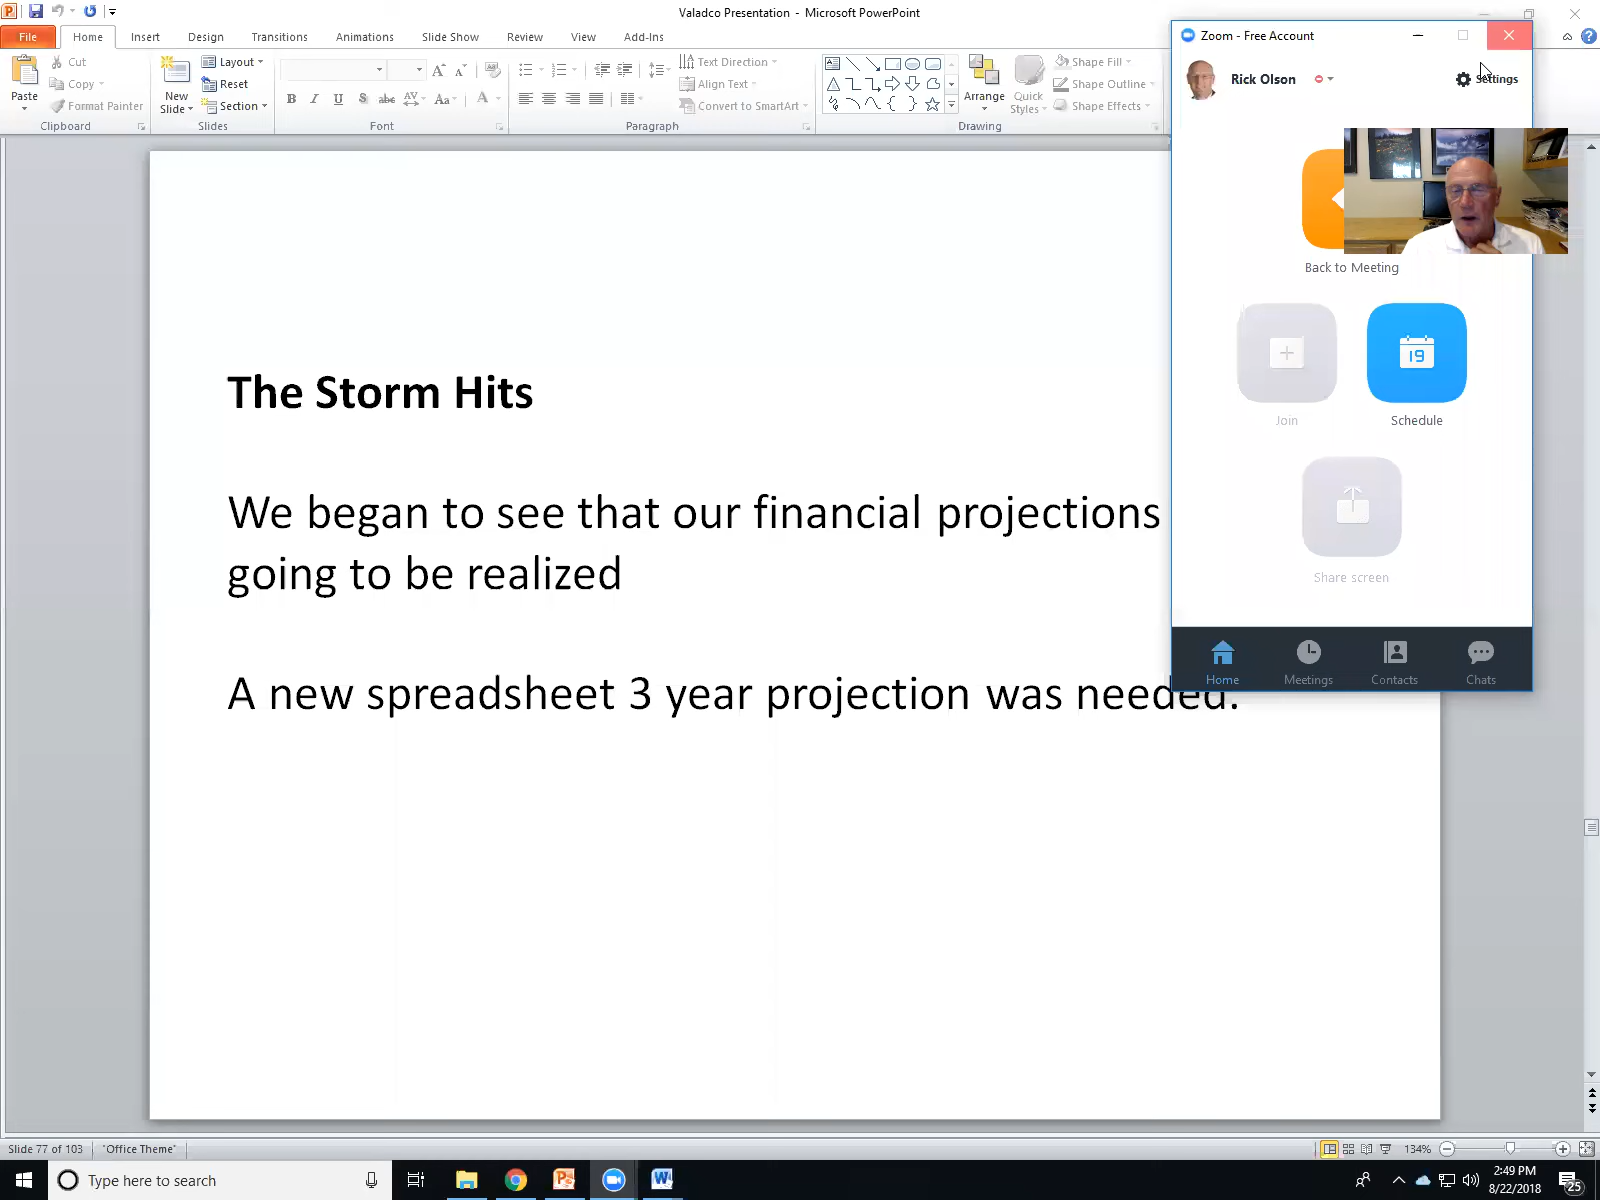 Valadco Presentation - Microsoft PowerPoint
File Home Insert Design Transitions Animations Slide Show Review View Add-Ins
Paste
Cut
Copy
Format Painter
Clipboard
New
Slide
Layout
Reset
Section
Slides
B I U S abc AV Aa A
Font
Text Direction
Align Text
Convert to SmartArt
Paragraph
Arrange
Quick
Styles
Shape Fill
Shape Outline
Shape Effects
Drawing
Zoom - Free Account
Rick Olson
Settings
Back to Meeting
19
Join
Schedule
Share screen
Home
Meetings
Contacts
Chats
The Storm Hits
We began to see that our financial projections
going to be realized
A new spreadsheet 3 year projection was needed.
Slide 77 of 103
"Office Theme"
134%
Type here to search
2:49 PM
8/22/2018
25